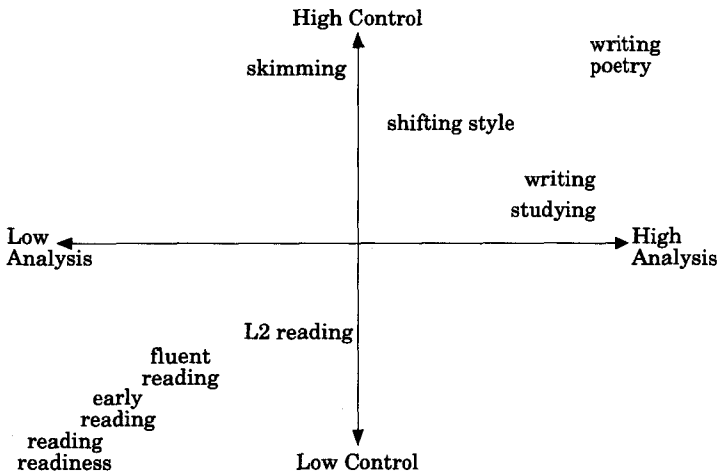 High Control
writing
poetry
skimming
shifting style
writing
studying
Low
Analysis
High
Analysis
L2 reading
fluent
reading
early
reading
reading
readiness
Low Control